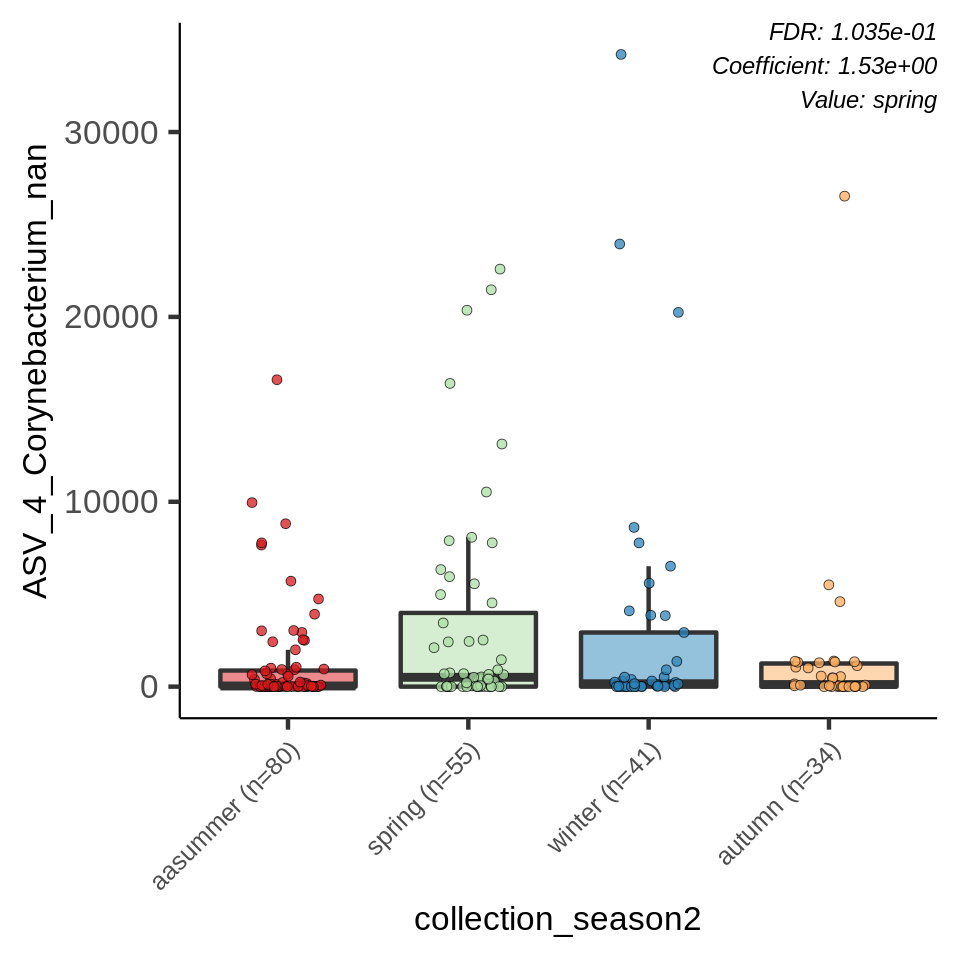 FDR: 1.035e-01
Coefficient: 1.53e+00
Value: spring
ASV_4_Corynebacterium_nan
30000
20000
10000
0
aasummer (n=80)
spring (n=55)
winter (n=41)
autumn (n=34)
collection_season2